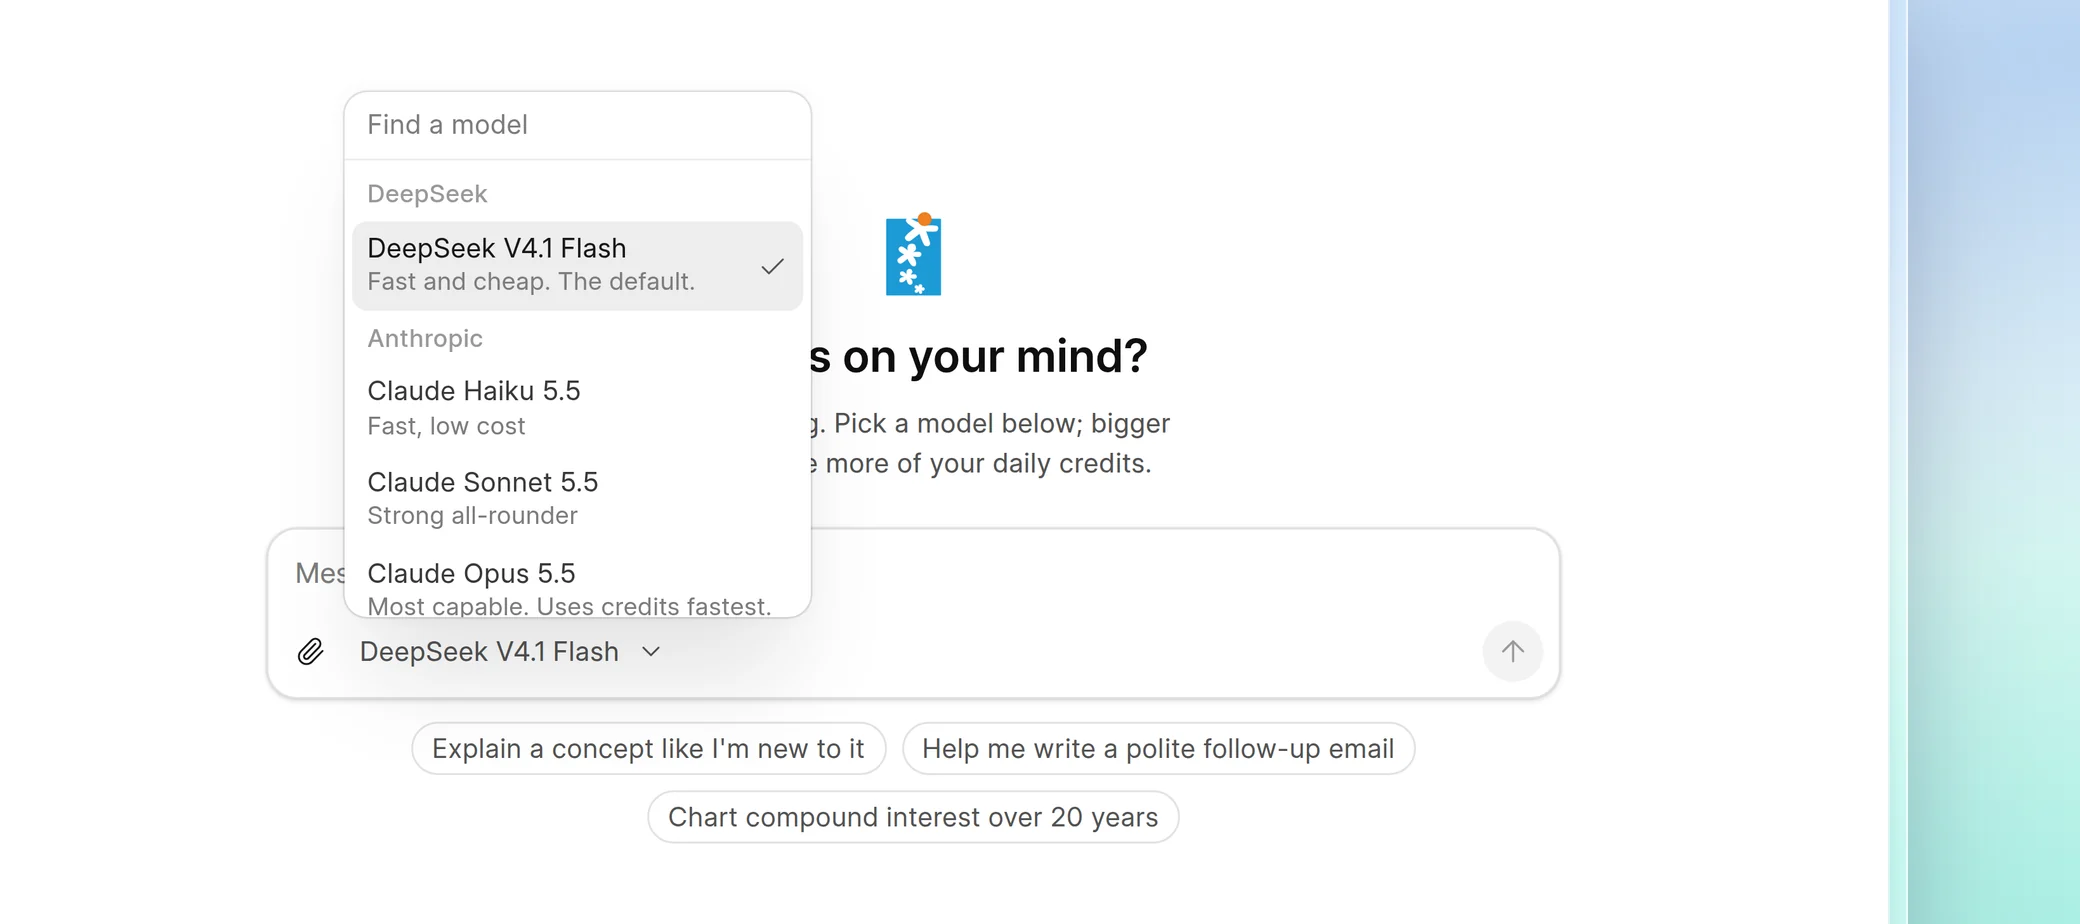 Find a model
DeepSeek
DeepSeek V4.1 Flash
Fast and cheap. The default.
Anthropic
Claude Haiku 5.5
Fast, low cost
Claude Sonnet 5.5
Strong all-rounder
Claude Opus 5.5
Most capable. Uses credits fastest.
on your mind?
Pick a model below; bigger
more of your daily credits.
DeepSeek V4.1 Flash
Explain a concept like I'm new to it
Help me write a polite follow-up email
Chart compound interest over 20 years